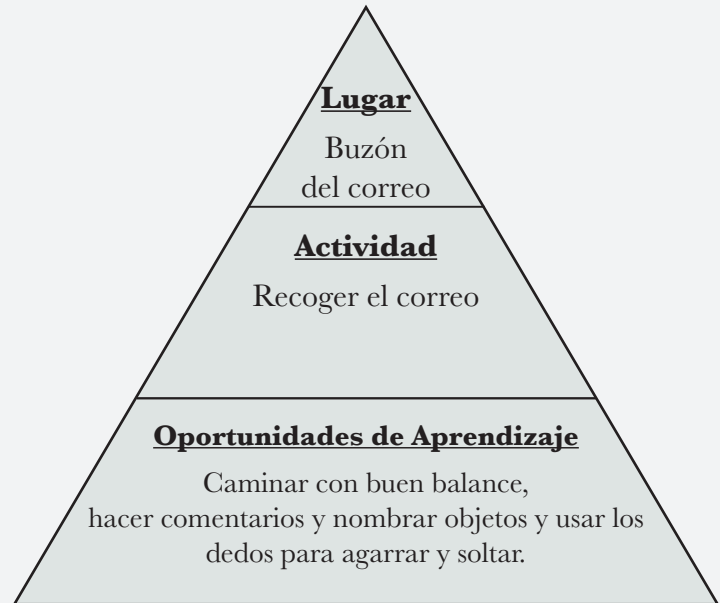 Lugar
Buzón
del correo
Actividad
Recoger el correo
Oportunidades de Aprendizaje
Caminar con buen balance,
hacer comentarios y nombrar objetos y usar los
dedos para agarrar y soltar.